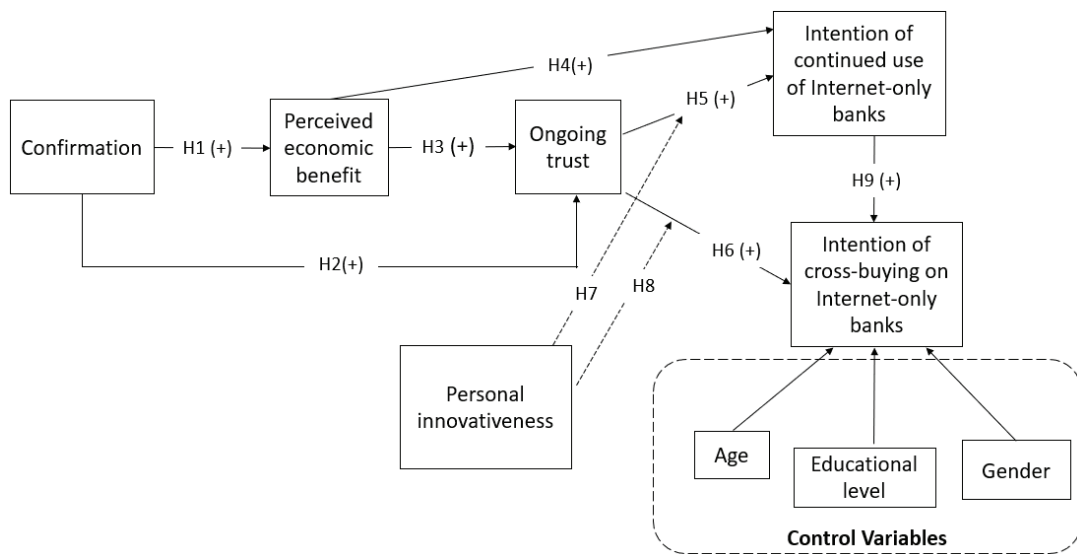 Intention of
continued use
of Internet-only
banks
H4(+)
H5 (+)
Confirmation
H1 (+)
Perceived
economic
benefit
H3 (+)
Ongoing
trust
H9 (+)
H2(+)
H6 (+)
Intention of
cross-buying on
Internet-only
banks
H7
H8
Personal
innovativeness
Age
Educational
level
Gender
Control Variables